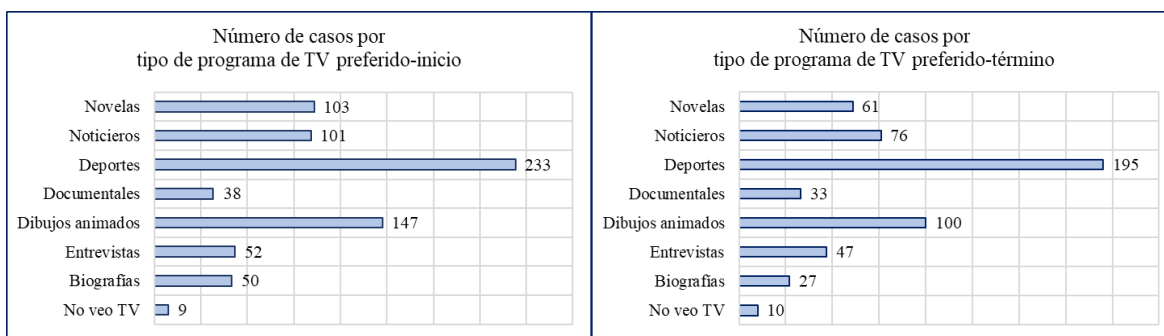 Número de casos por
tipo de programa de TV preferido-inicio
Novelas 103
Noticieros 101
Deportes 233
Documentales 38
Dibujos animados 147
Entrevistas 52
Biografías 50
No veo TV 9
Número de casos por
tipo de programa de TV preferido-término
Novelas 61
Noticieros 76
Deportes 195
Documentales 33
Dibujos animados 100
Entrevistas 47
Biografías 27
No veo TV 10